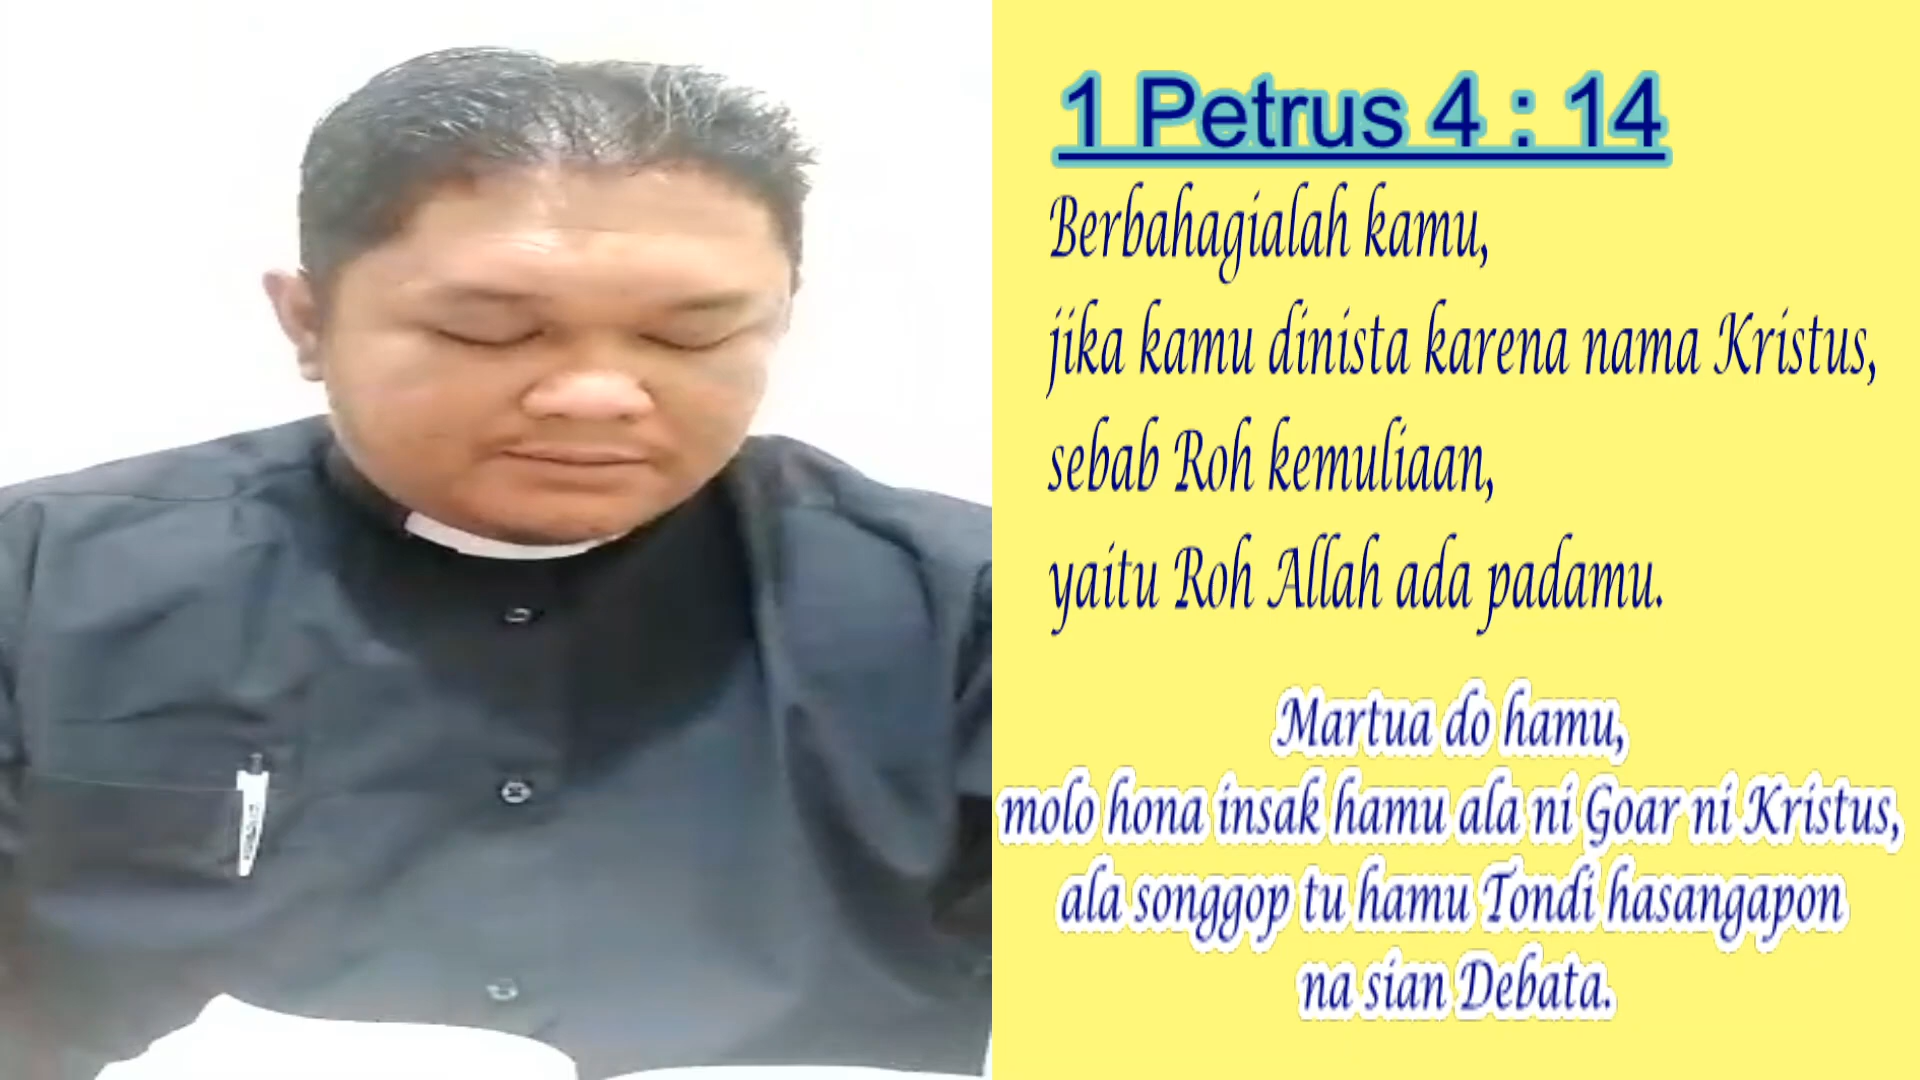 1 Petrus 4 : 14
Berbahagialah kamu,
jika kamu dinista karena nama Kristus,
sebab Roh kemuliaan,
yaitu Roh Allah ada padamu.
Martua do hamu,
molo hona insak hamu ala ni Goar ni Kristus,
ala songgop tu hamu Tondi hasangapon
na sian Debata.